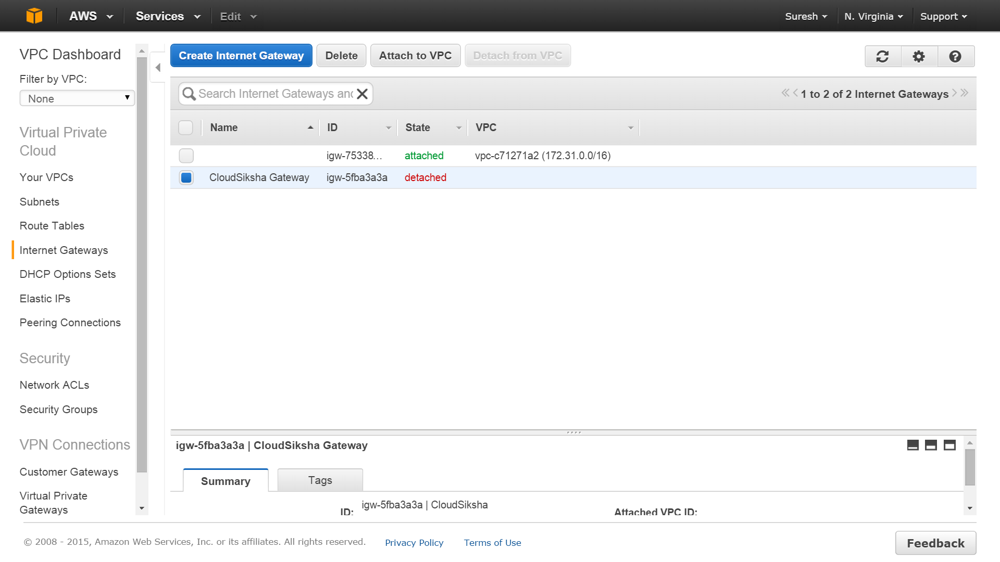 AWS Services Edit Suresh N. Virginia Support
VPC Dashboard
Filter by VPC:
None
Virtual Private
Cloud
Your VPCs
Subnets
Route Tables
Internet Gateways
DHCP Options Sets
Elastic IPs
Peering Connections
Security
Network ACLs
Security Groups
VPN Connections
Customer Gateways
Virtual Private
Gateways
Create Internet Gateway Delete Attach to VPC Detach from VPC
Search Internet Gateways and 1 to 2 of 2 Internet Gateways
Name ID State VPC
igw-75338... attached vpc-c71271a2 (172.31.0.0/16)
CloudSiksha Gateway igw-5fba3a3a detached
igw-5fba3a3a | CloudSiksha Gateway
Summary Tags
ID: igw-5fba3a3a | CloudSiksha Attached VPC ID:
© 2008 - 2015, Amazon Web Services, Inc. or its affiliates. All rights reserved. Privacy Policy Terms of Use Feedback